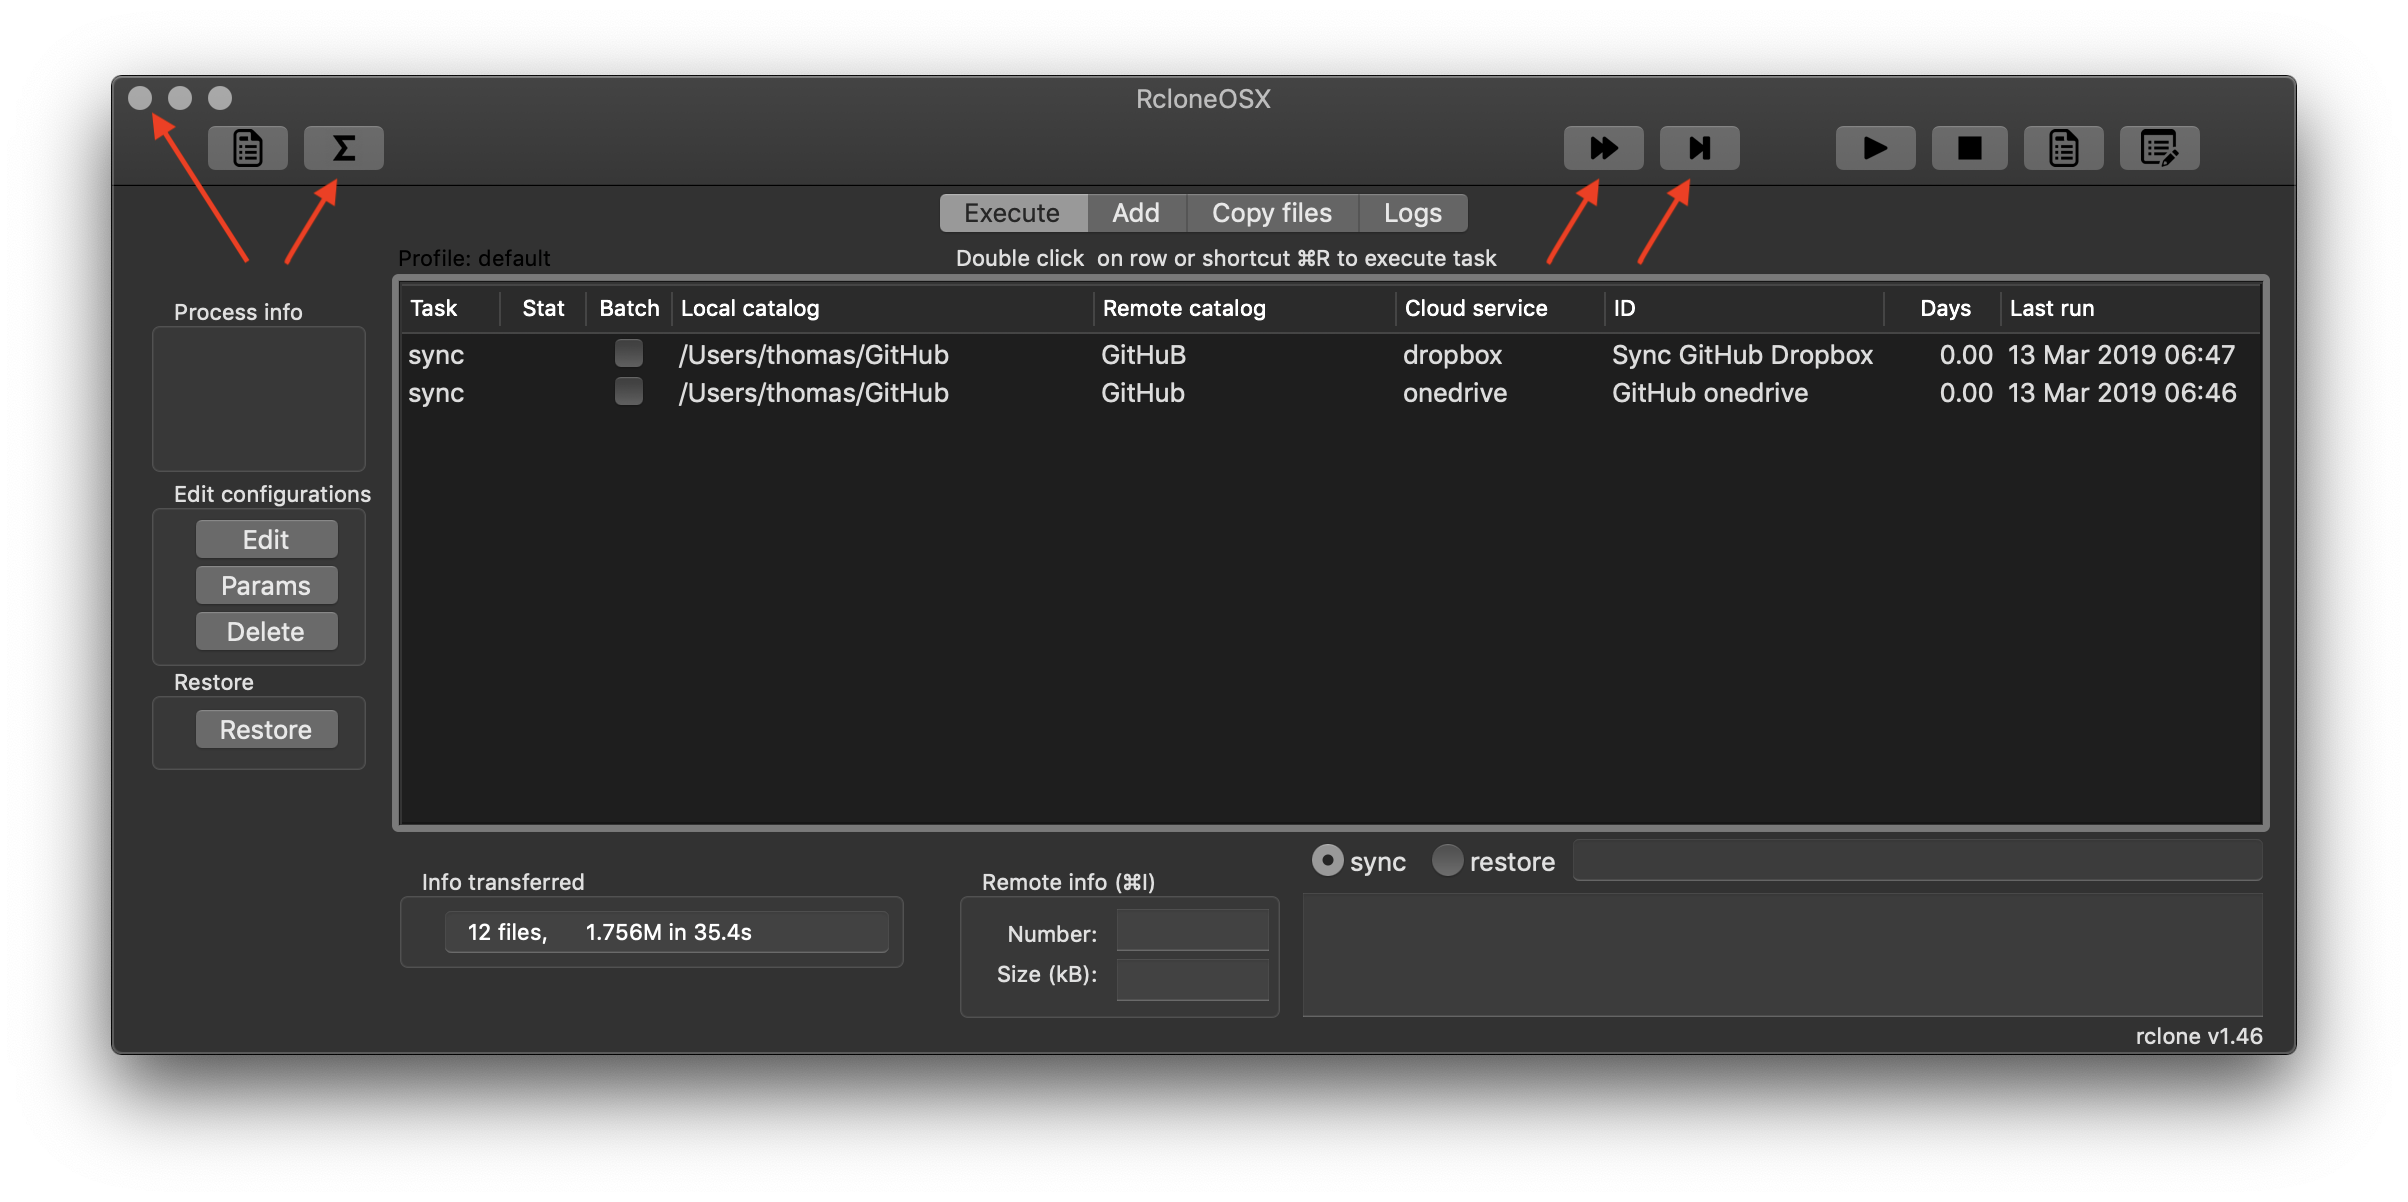 RcloneOSX
Σ
Execute Add Copy files Logs
Profile: default Double click on row or shortcut ⌘R to execute task
Process info
Task Stat Batch Local catalog Remote catalog Cloud service ID Days Last run
sync /Users/thomas/GitHub GitHuB dropbox Sync GitHub Dropbox 0.00 13 Mar 2019 06:47
sync /Users/thomas/GitHub GitHub onedrive GitHub onedrive 0.00 13 Mar 2019 06:46
Edit configurations
Edit
Params
Delete
Restore
Restore
sync restore
Info transferred Remote info (⌘I)
12 files, 1.756M in 35.4s
Number:
Size (kB):
rclone v1.46